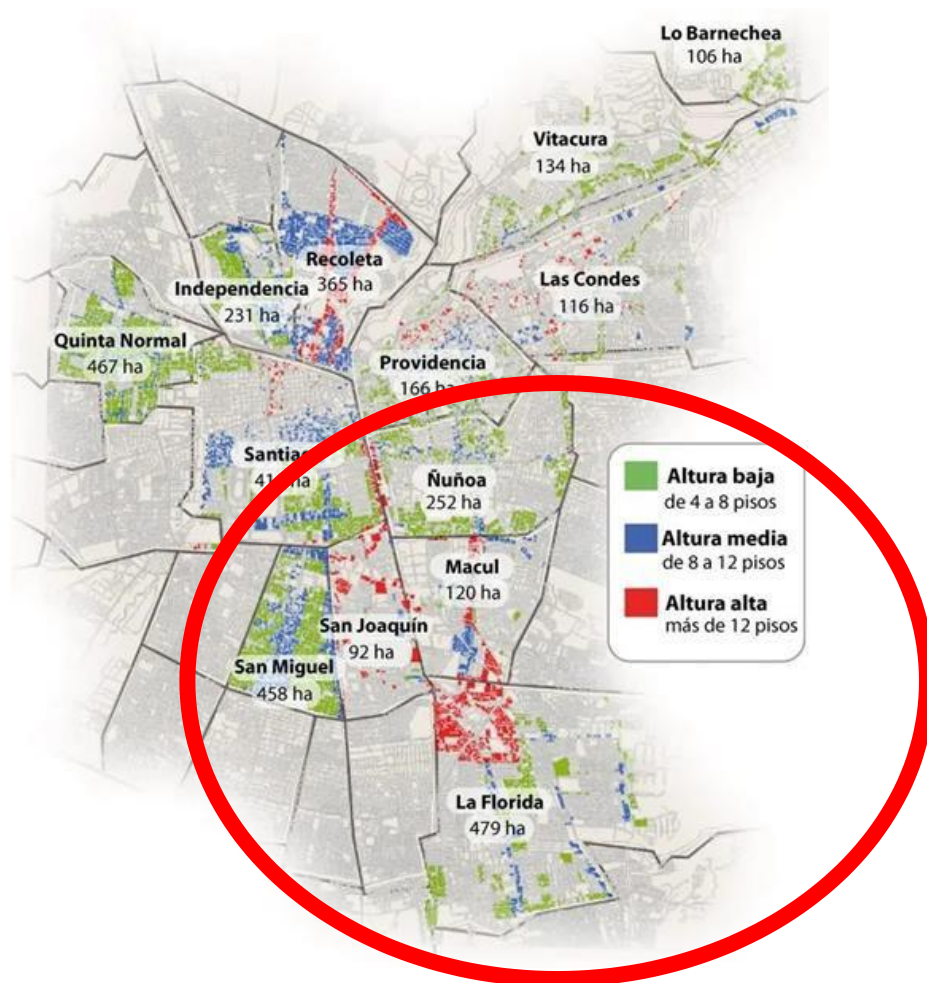 Lo Barnechea
106 ha
Vitacura
134 ha
Recoleta
365 ha
Las Condes
116 ha
Independencia
231 ha
Quinta Normal
467 ha
Providencia
166 ha
Ñuñoa
252 ha
Altura baja
de 4 a 8 pisos
Altura media
de 8 a 12 pisos
Altura alta
más de 12 pisos
Macul
120 ha
San Joaquín
92 ha
San Miguel
458 ha
La Florida
479 ha